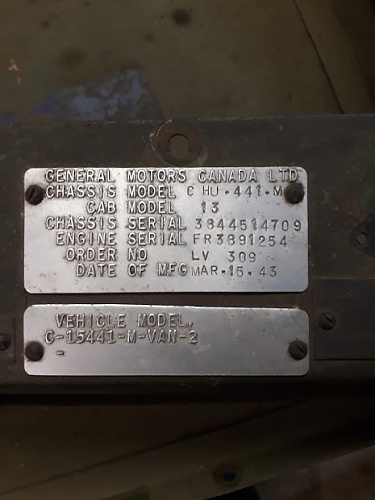 GENERAL MOTORS CANADA LTD
CHASSIS MODEL C HU-441-M
CAB MODEL 13
CHASSIS SERIAL 3844514709
ENGINE SERIAL FR3891254
ORDER NO LV 309
DATE OF MFG MAR.15.43
VEHICLE MODEL.
C-15441-M-VAN-2
-